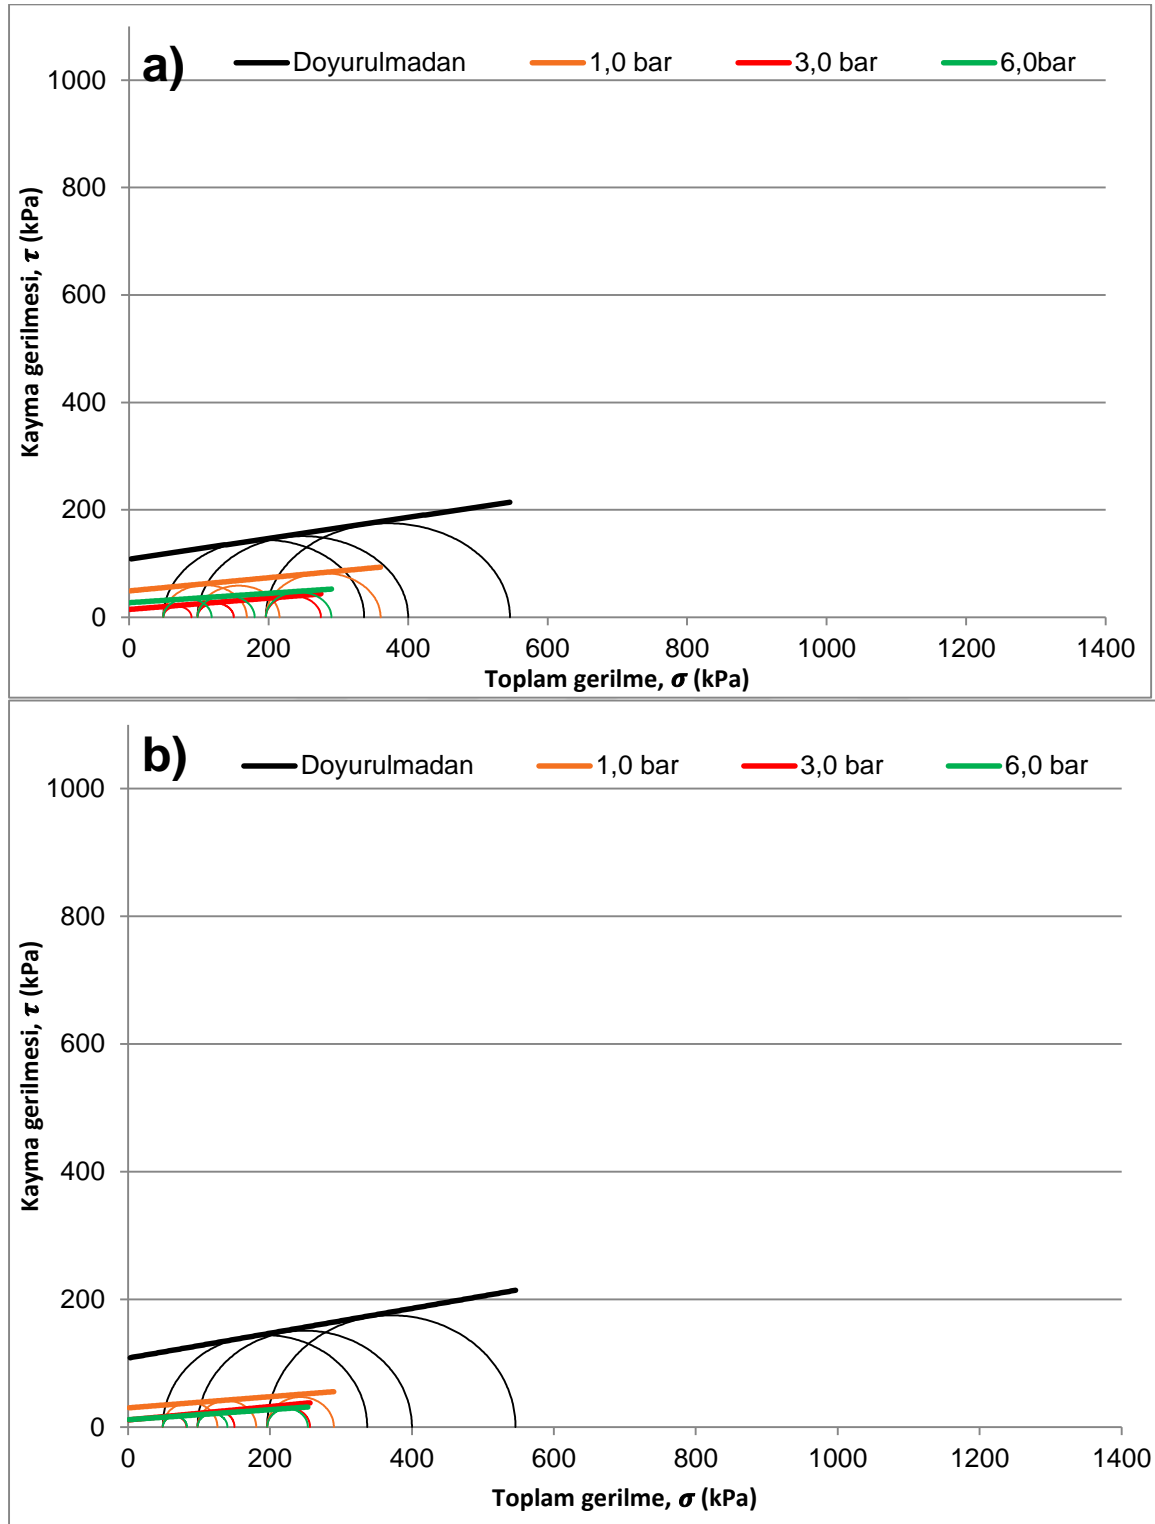 a)
Doyurulmadan 1,0 bar 3,0 bar 6,0bar
1000
800
600
400
200
0
Kayma gerilmesi, τ (kPa)
0 200 400 600 800 1000 1200 1400
Toplam gerilme, σ (kPa)
b)
Doyurulmadan 1,0 bar 3,0 bar 6,0 bar
1000
800
600
400
200
0
Kayma gerilmesi, τ (kPa)
0 200 400 600 800 1000 1200 1400
Toplam gerilme, σ (kPa)